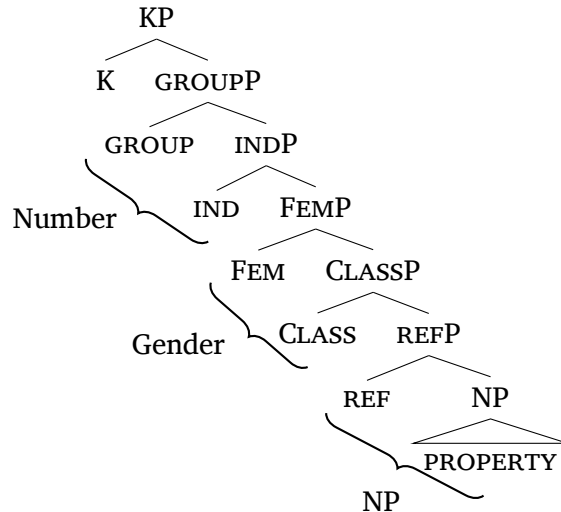 KP
K GROUPP
GROUP INDP
Number IND FEMP
FEM CLASSP
Gender CLASS REFP
REF NP
PROPERTY
NP